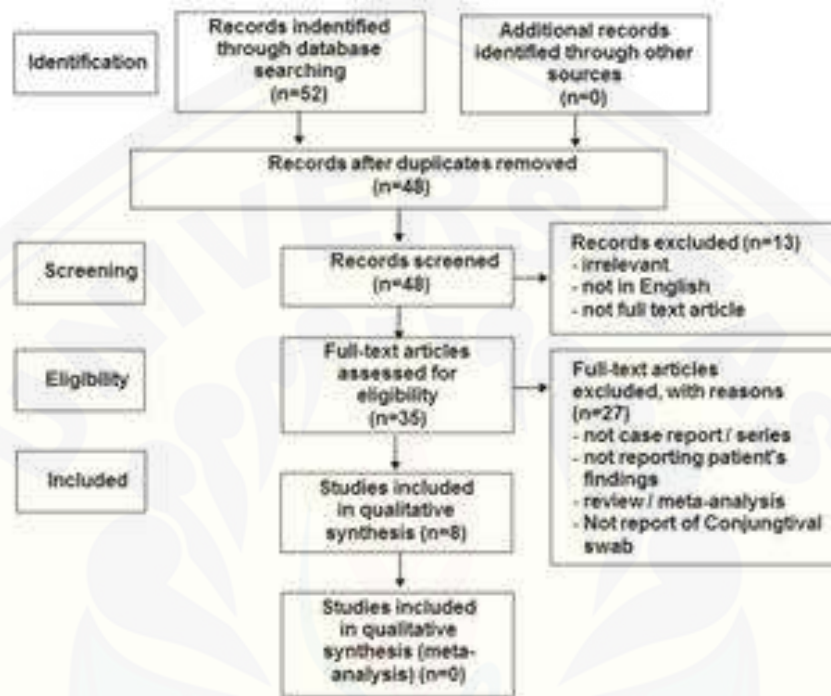 Identification
Records indentified
through database
searching
(n=52)
Additional records
identified through other
sources
(n=0)
Records after duplicates removed
(n=48)
Screening
Records screened
(n=48)
Records excluded (n=13)
- irrelevant
- not in English
- not full text article
Eligibility
Full-text articles
assessed for
eligibility
(n=35)
Full-text articles
excluded, with reasons
(n=27)
- not case report / series
- not reporting patient's
findings
- review / meta-analysis
- Not report of Conjungtival
swab
Included
Studies included
in qualitative
synthesis (n=8)
Studies included
in qualitative
synthesis (meta-
analysis) (n=0)